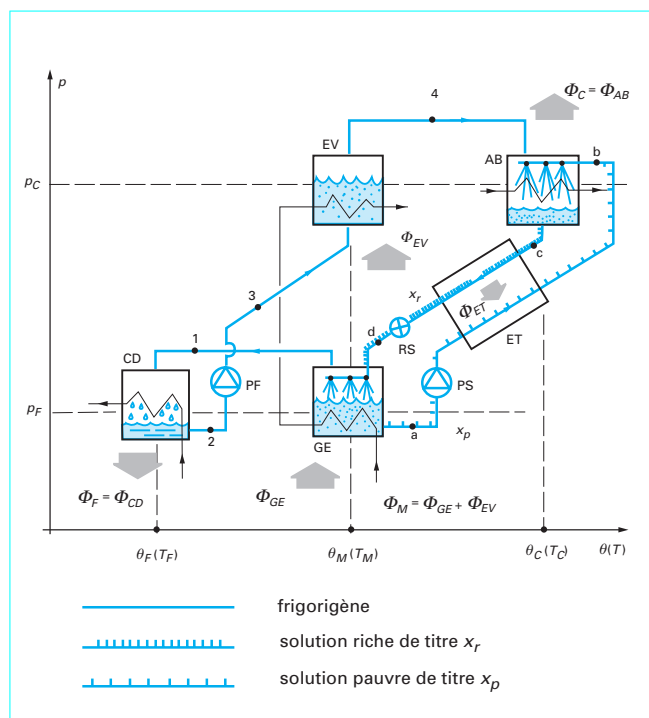 p
4
Φ_C = Φ_AB
EV
AB
b
p_C
Φ_EV
c
3
x_r
Φ_ET
d
1
RS
ET
CD
PF
PS
p_F
2
GE
a
x_p
Φ_F = Φ_CD
Φ_GE
Φ_M = Φ_GE + Φ_EV
θ_F (T_F)
θ_M (T_M)
θ_C (T_C)
θ(T)
frigorigène
solution riche de titre x_r
solution pauvre de titre x_p